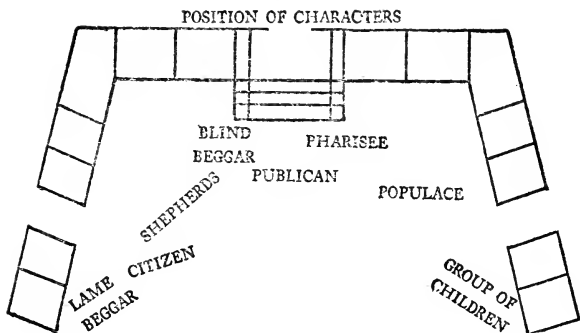 POSITION OF CHARACTERS
BLIND
BEGGAR
PHARISEE
PUBLICAN
SHEPHERDS
POPULACE
LAME CITIZEN
BEGGAR
GROUP OF
CHILDREN